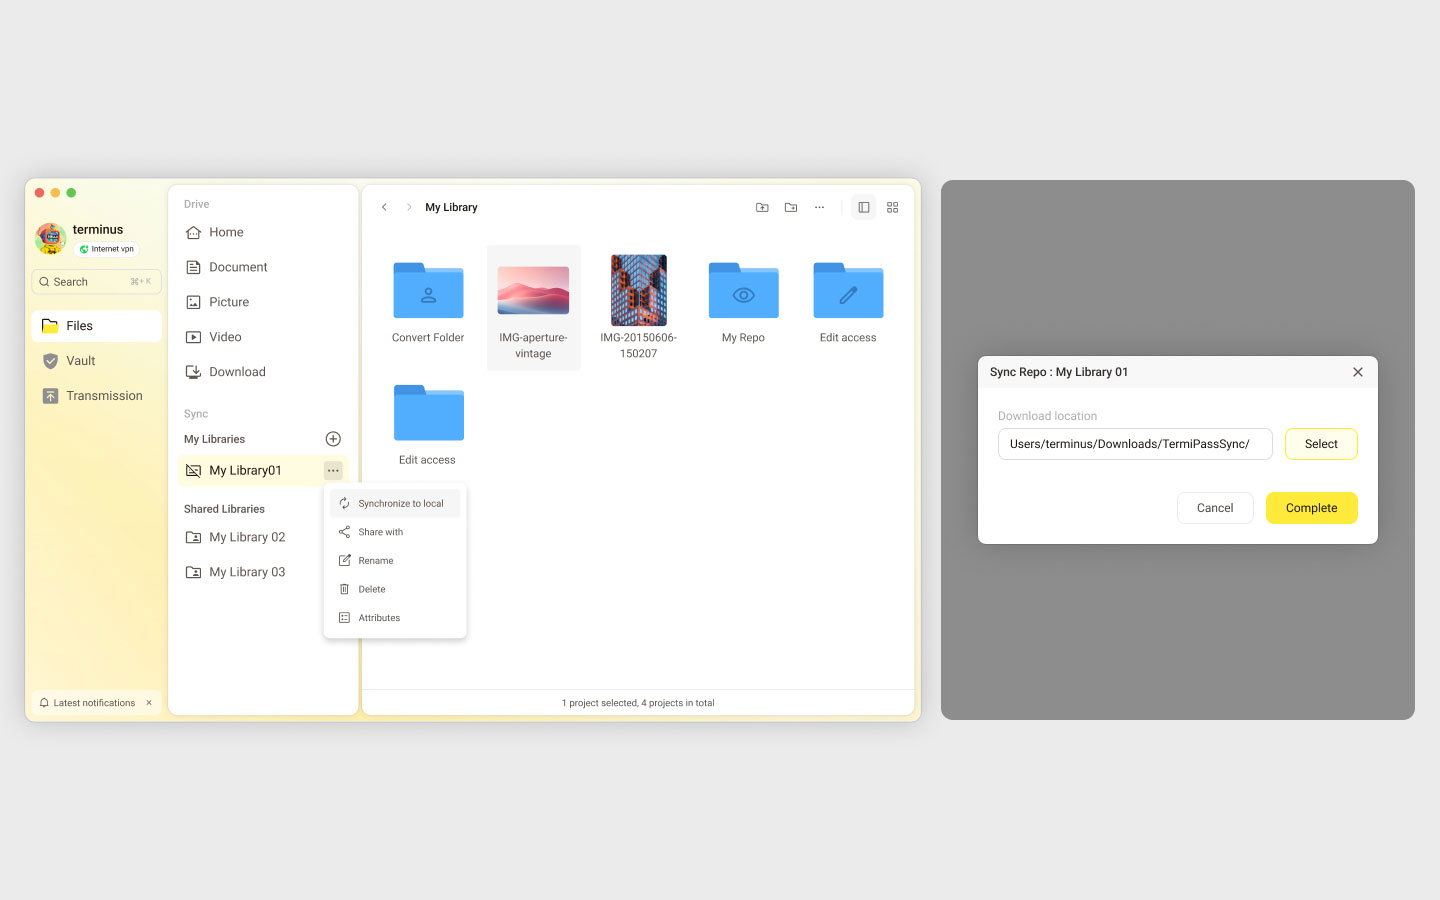 terminus
Internet vpn
Search ⌘+ K
Files
Vault
Transmission
Latest notifications ×
Drive
Home
Document
Picture
Video
Download
Sync
My Libraries
My Library01
Shared Libraries
My Library 02
My Library 03
Synchronize to local
Share with
Rename
Delete
Attributes
My Library
Convert Folder
IMG-aperture-
vintage
IMG-20150606-
150207
My Repo
Edit access
Edit access
1 project selected, 4 projects in total
Sync Repo : My Library 01
Download location
Users/terminus/Downloads/TermiPassSync/
Select
Cancel
Complete